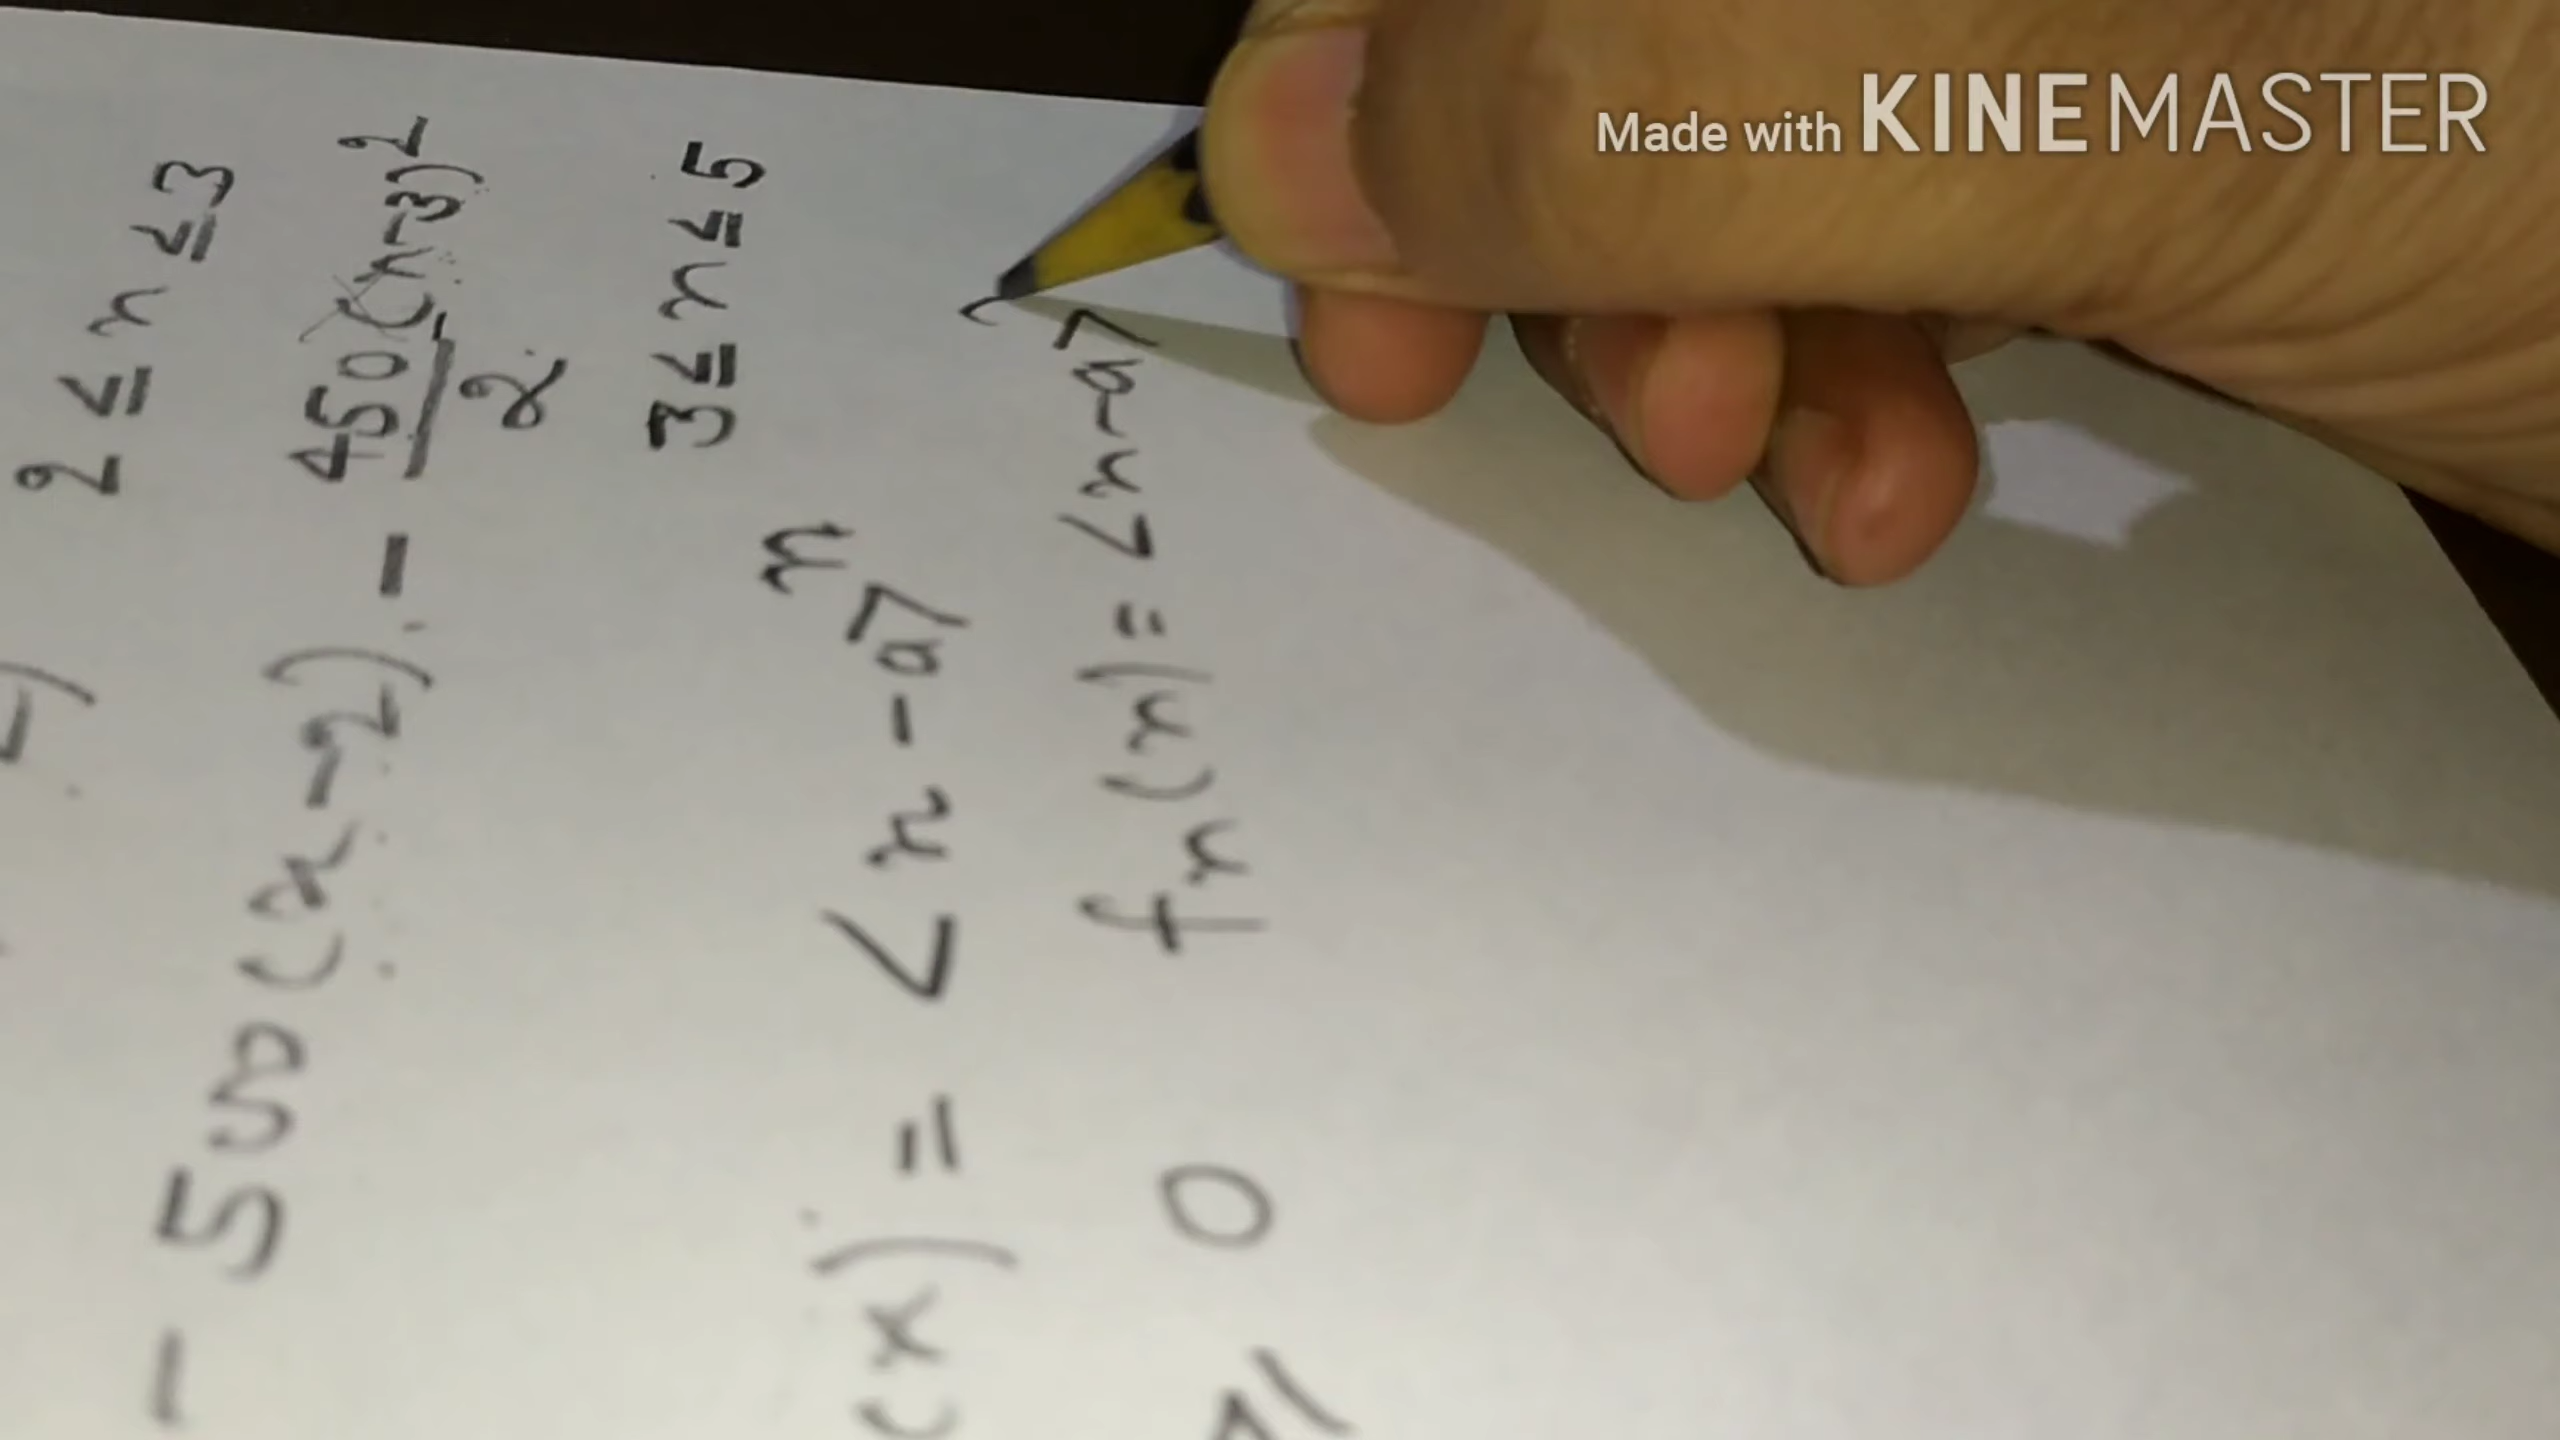 Made with KINEMASTER
2 ≤ x ≤ 3
- 500(x-2) - 450(x-3)²/2
3 ≤ x ≤ 5
(x) = <x-a>ⁿ
fn(x) = <x-a>
0